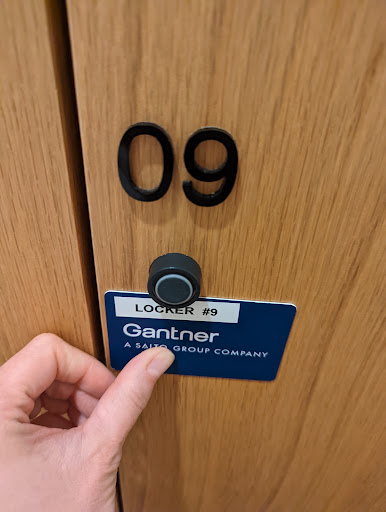 09
LOCKER #9
Gantner
A SALTO GROUP COMPANY